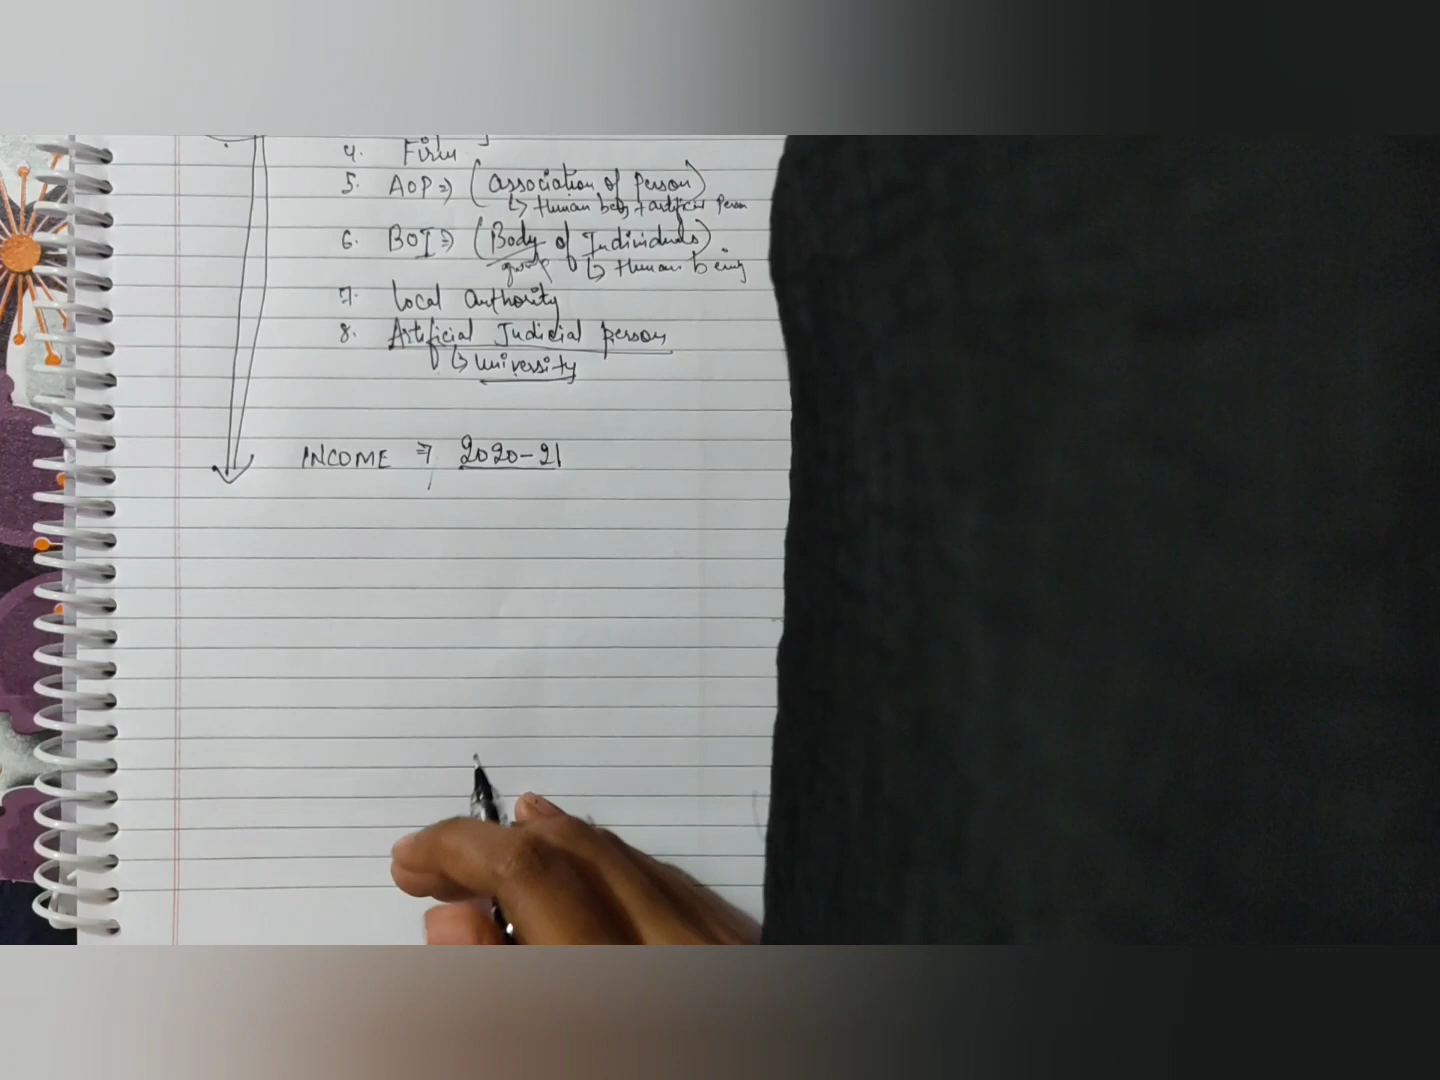 4. Firm
5. AOP ⇒ (Association of Person)
↳ Human being + artificial Person
6. BOI ⇒ (Body of Individuals)
group ↳ Human being
7. Local authority
8. Artificial Judicial person
↳ University
INCOME ⇒ 2020-21